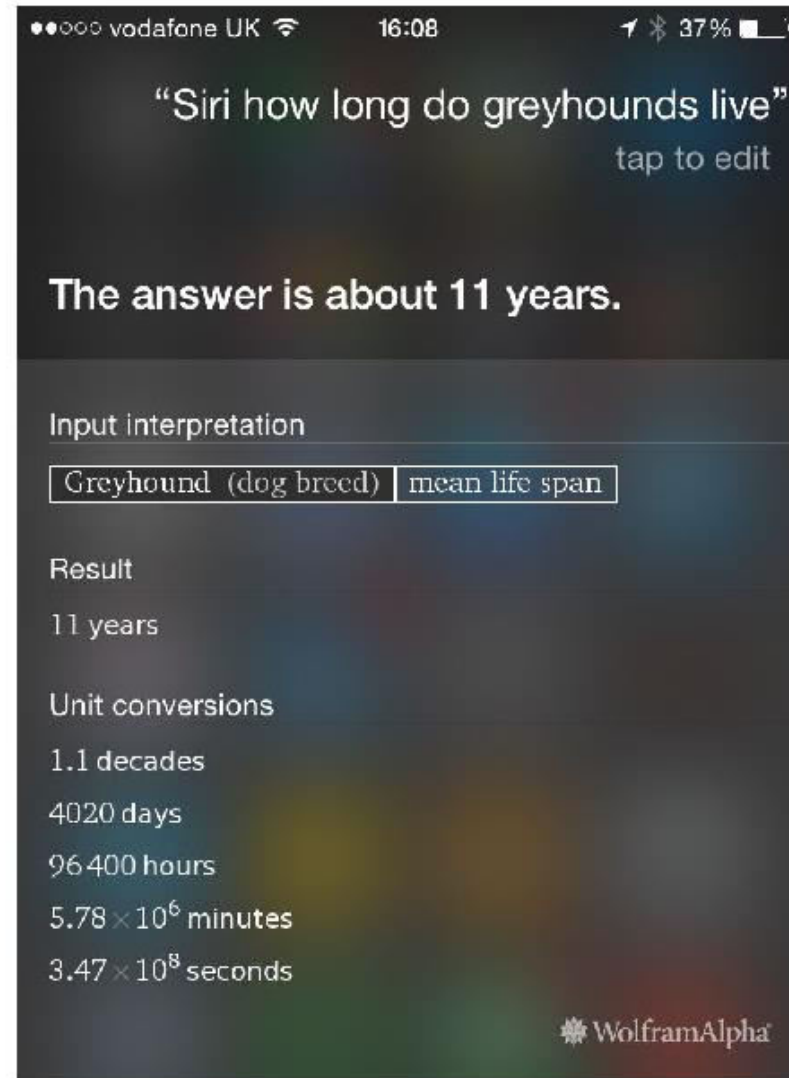 ●●○○○ vodafone UK 16:08 37%
“Siri how long do greyhounds live”
tap to edit
The answer is about 11 years.
Input interpretation
Greyhound (dog breed) mean life span
Result
11 years
Unit conversions
1.1 decades
4020 days
96 400 hours
5.78 × 10⁶ minutes
3.47 × 10⁸ seconds
WolframAlpha